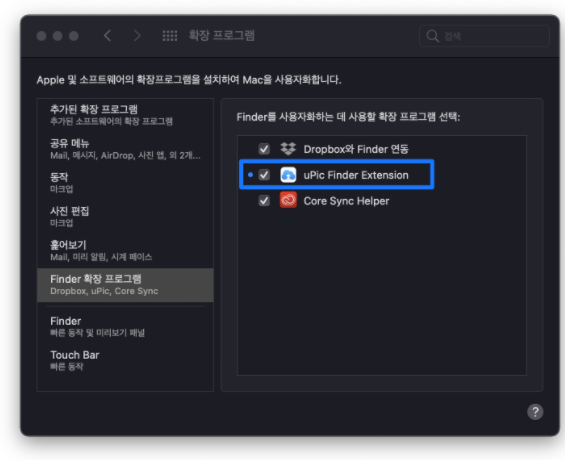 확장 프로그램
검색
Apple 및 소프트웨어의 확장프로그램을 설치하여 Mac을 사용자화합니다.
추가된 확장 프로그램
추가된 소프트웨어의 확장 프로그램
공유 메뉴
Mail, 메시지, AirDrop, 사진 앱, 외 2개...
동작
마크업
사진 편집
마크업
훑어보기
Mail, 미리 알림, 시계 페이스
Finder 확장 프로그램
Dropbox, uPic, Core Sync
Finder
빠른 동작 및 미리보기 패널
Touch Bar
빠른 동작
Finder를 사용자화하는 데 사용할 확장 프로그램 선택:
Dropbox와 Finder 연동
uPic Finder Extension
Core Sync Helper
?